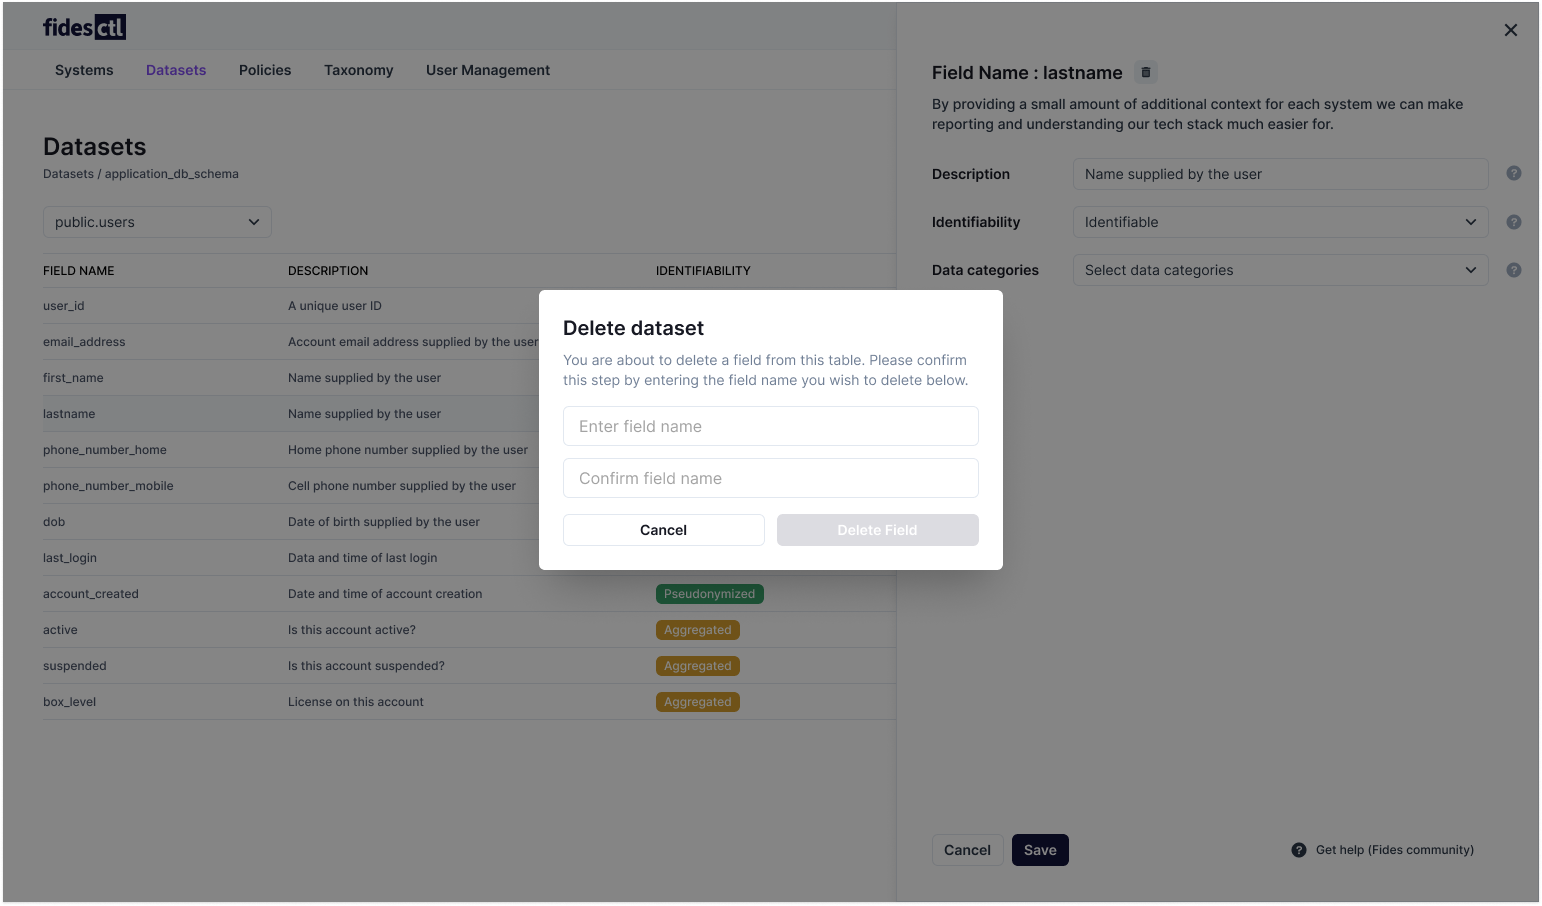 fidesctl
Systems Datasets Policies Taxonomy User Management
Datasets
Datasets / application_db_schema
public.users
FIELD NAME DESCRIPTION IDENTIFIABILITY
user_id A unique user ID
email_address Account email address supplied by the user
first_name Name supplied by the user
lastname Name supplied by the user
phone_number_home Home phone number supplied by the user
phone_number_mobile Cell phone number supplied by the user
dob Date of birth supplied by the user
last_login Data and time of last login
account_created Date and time of account creation Pseudonymized
active Is this account active? Aggregated
suspended Is this account suspended? Aggregated
box_level License on this account Aggregated
Field Name : lastname
By providing a small amount of additional context for each system we can make
reporting and understanding our tech stack much easier for.
Description Name supplied by the user ?
Identifiability Identifiable ?
Data categories Select data categories ?
Delete dataset
You are about to delete a field from this table. Please confirm
this step by entering the field name you wish to delete below.
Enter field name
Confirm field name
Cancel Delete Field
Cancel Save ? Get help (Fides community)